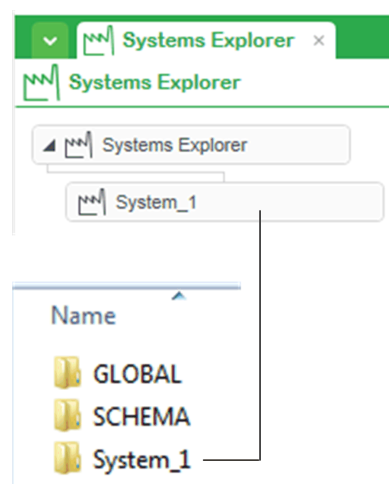 Systems Explorer ×
Systems Explorer
Systems Explorer
System_1
Name
GLOBAL
SCHEMA
System_1